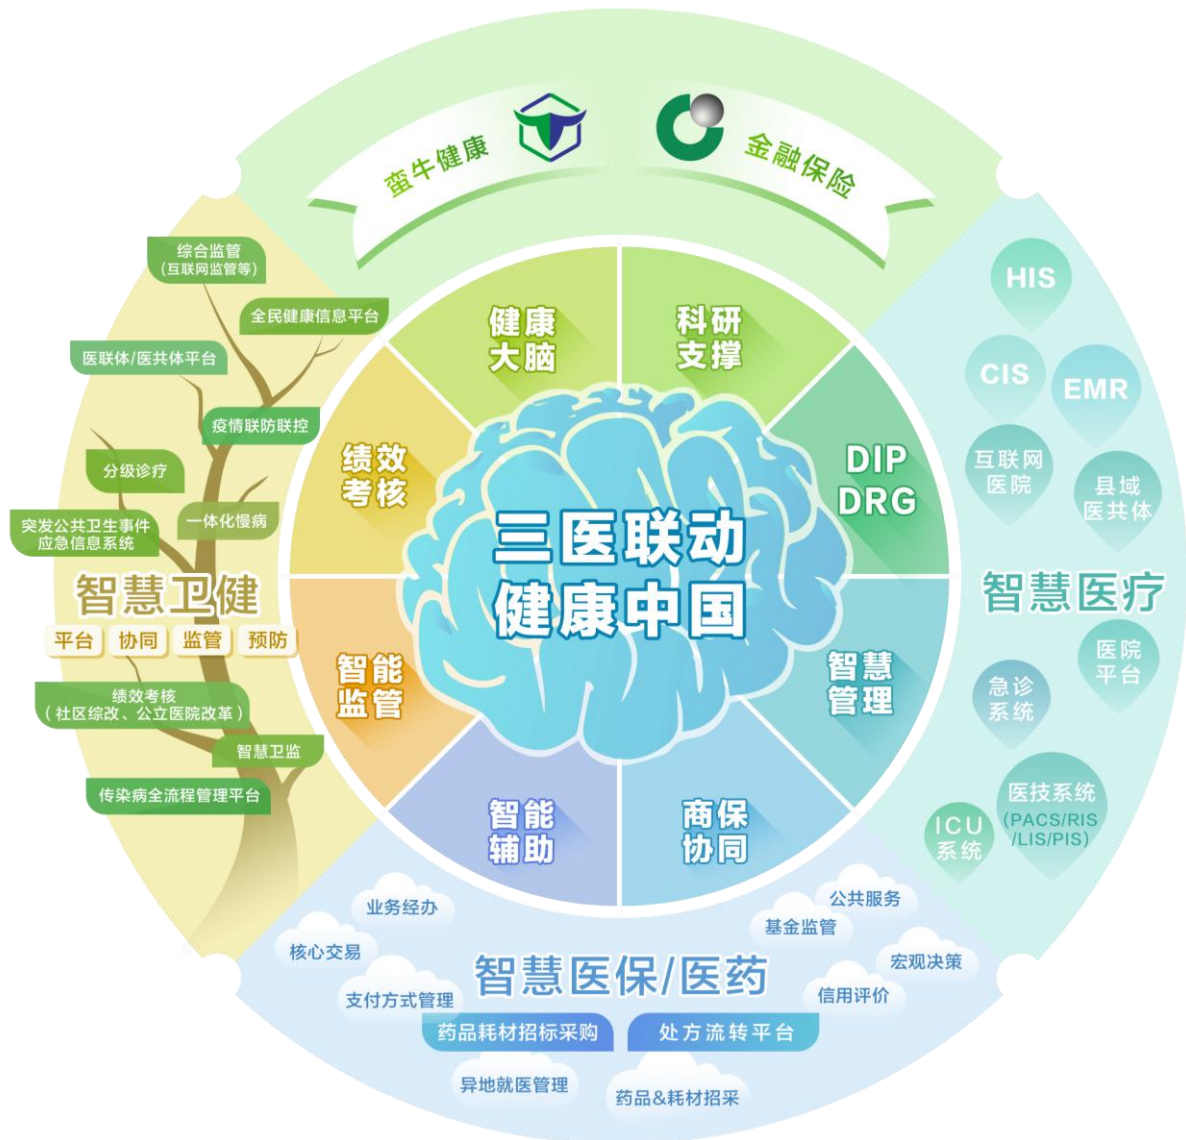 蛮牛健康
金融保险
综合监管
（互联网监管等）
全民健康信息平台
医联体/医共体平台
疫情联防联控
分级诊疗
一体化慢病
突发公共卫生事件
应急信息系统
智慧卫健
平台
协同
监管
预防
绩效考核
（社区综改、公立医院改革）
智慧卫监
传染病全流程管理平台
健康
大脑
科研
支撑
绩效
考核
DIP
DRG
三医联动
健康中国
智能
监管
智慧
管理
智能
辅助
商保
协同
HIS
CIS
EMR
互联网
医院
县域
医共体
智慧医疗
医院
平台
急诊
系统
医技系统
(PACS/RIS
/LIS/PIS)
ICU
系统
业务经办
公共服务
基金监管
核心交易
宏观决策
智慧医保/医药
支付方式管理
信用评价
药品耗材招标采购
处方流转平台
异地就医管理
药品&耗材招采